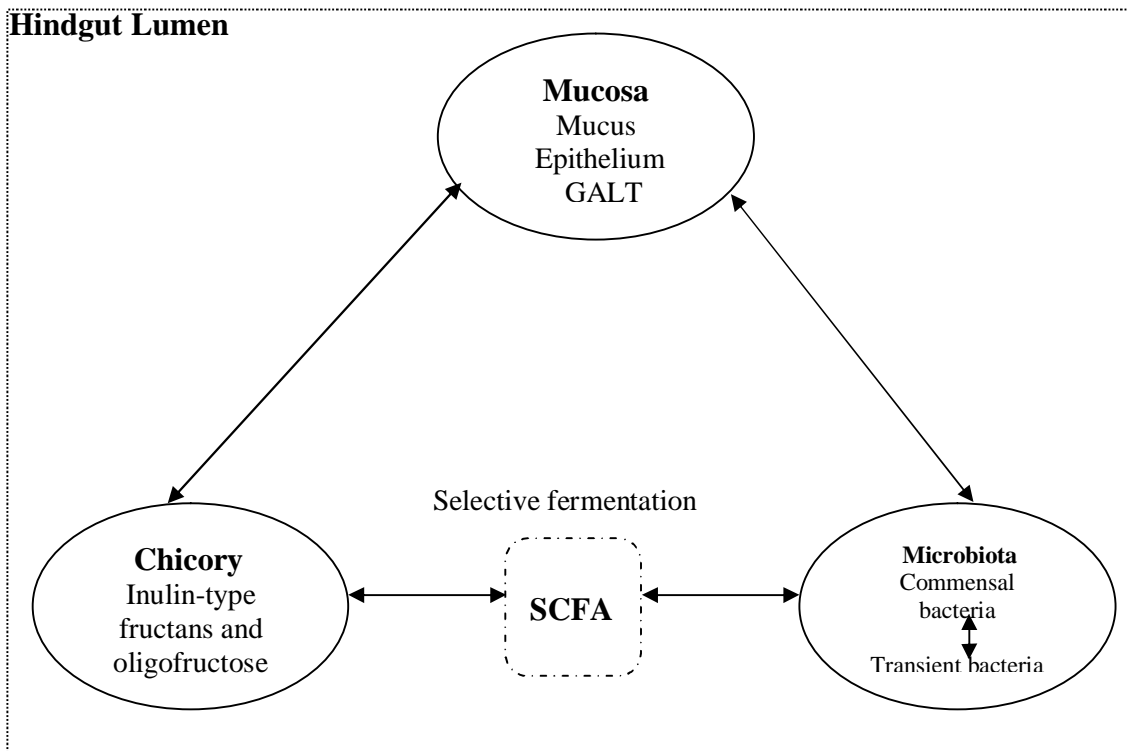 Hindgut Lumen
Mucosa
Mucus
Epithelium
GALT
Selective fermentation
Chicory
Inulin-type
fructans and
oligofructose
SCFA
Microbiota
Commensal
bacteria
Transient bacteria